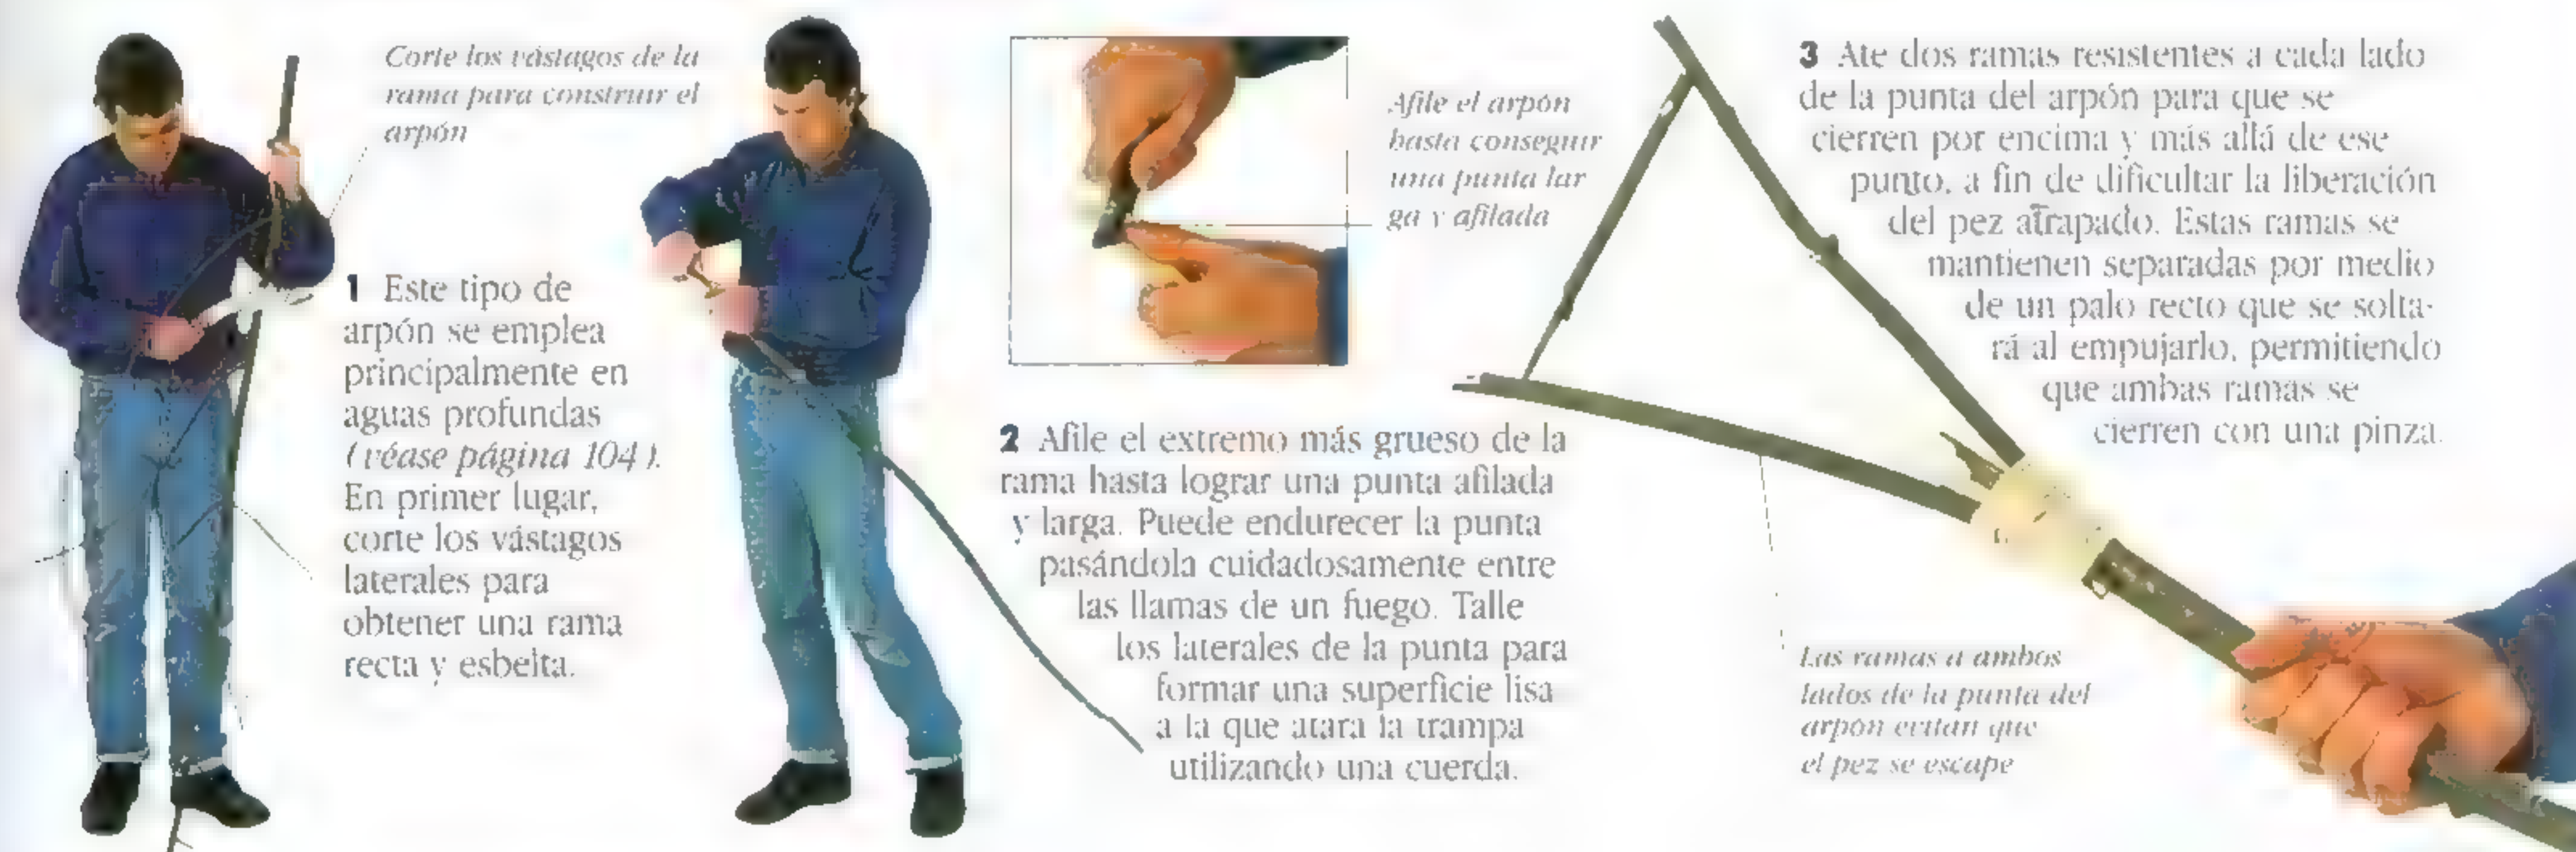 Corte los vástagos de la
rama para construir el
arpón
1 Este tipo de
arpón se emplea
principalmente en
aguas profundas
(véase página 104).
En primer lugar,
corte los vástagos
laterales para
obtener una rama
recta y esbelta.
Afile el arpón
hasta conseguir
una punta lar
ga y afilada
2 Afile el extremo más grueso de la
rama hasta lograr una punta afilada
y larga. Puede endurecer la punta
pasándola cuidadosamente entre
las llamas de un fuego. Talle
los laterales de la punta para
formar una superficie lisa
a la que atara la trampa
utilizando una cuerda.
3 Ate dos ramas resistentes a cada lado
de la punta del arpón para que se
cierren por encima y más allá de ese
punto, a fin de dificultar la liberación
del pez atrapado. Estas ramas se
mantienen separadas por medio
de un palo recto que se solta-
rá al empujarlo, permitiendo
que ambas ramas se
cierren con una pinza.
Las ramas a ambos
lados de la punta del
arpón evitan que
el pez se escape